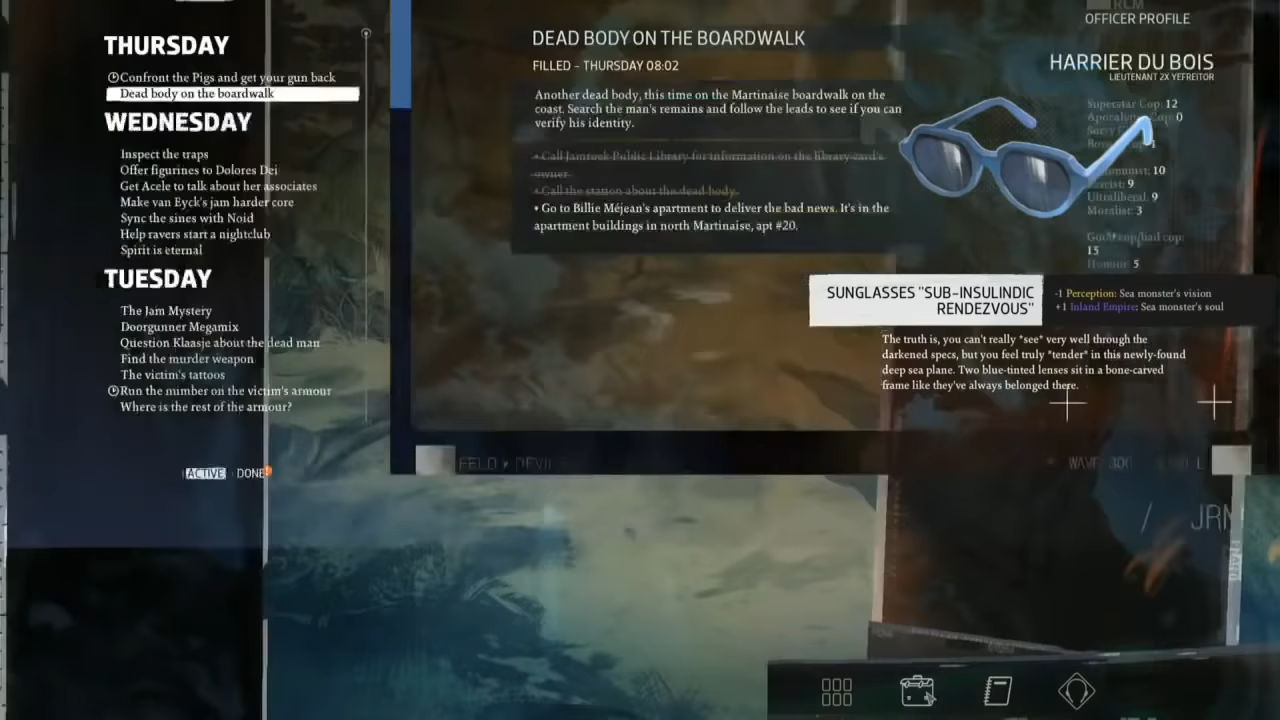 THURSDAY
Confront the Pigs and get your gun back
Dead body on the boardwalk
WEDNESDAY
Inspect the traps
Offer figurines to Dolores Dei
Get Acele to talk about her associates
Make van Eyck's jam harder core
Sync the sines with Noid
Help ravers start a nightclub
Spirit is eternal
TUESDAY
The Jam Mystery
Doorgunner Megamix
Question Klaasje about the dead man
Find the murder weapon
The victim's tattoos
Run the number on the victim's armour
Where is the rest of the armour?
ACTIVE DONE
DEAD BODY ON THE BOARDWALK
FILLED - THURSDAY 08:02
Another dead body, this time on the Martinaise boardwalk on the
coast. Search the man's remains and follow the leads to see if you can
verify his identity.
• Call Jamrock Public Library for information on the library card's
owner
• Call the station about the dead body.
• Go to Billie Méjean's apartment to deliver the bad news. It's in the
apartment buildings in north Martinaise, apt #20.
RCM
OFFICER PROFILE
HARRIER DU BOIS
LIEUTENANT 2X YEFREITOR
Superstar Cop: 12
Cop: 0
Sorry
10
9
Ultraliberal: 9
Moralist: 3
cop:
15
5
SUNGLASSES "SUB-INSULINDIC
RENDEZVOUS"
-1 Perception: Sea monster's vision
+1 Inland Empire: Sea monster's soul
The truth is, you can't really *see* very well through the
darkened specs, but you feel truly *tender* in this newly-found
deep sea plane. Two blue-tinted lenses sit in a bone-carved
frame like they've always belonged there.
/ JRN